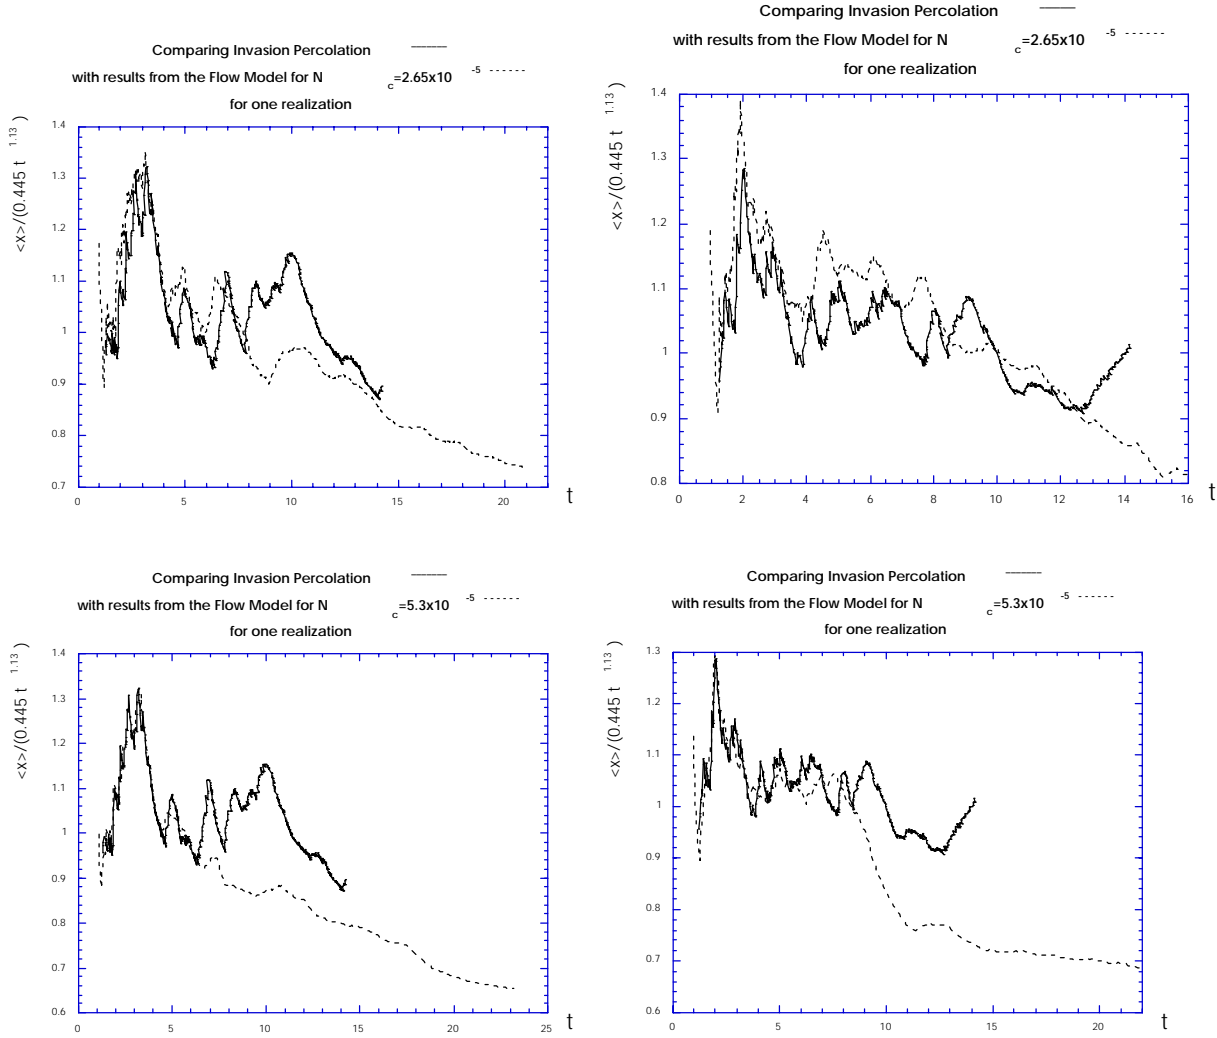 Comparing Invasion Percolation
with results from the Flow Model for N c=2.65x10 -5
for one realization
<x>/(0.445 t 1.13 )
1.4
1.3
1.2
1.1
1
0.9
0.8
0.7
0 5 10 15 20
t
Comparing Invasion Percolation
with results from the Flow Model for N c=2.65x10 -5
for one realization
<x>/(0.445 t 1.13 )
1.4
1.3
1.2
1.1
1
0.9
0.8
0 2 4 6 8 10 12 14 16
t
Comparing Invasion Percolation
with results from the Flow Model for N c=5.3x10 -5
for one realization
<x>/(0.445 t 1.13 )
1.4
1.3
1.2
1.1
1
0.9
0.8
0.7
0.6
0 5 10 15 20 25
t
Comparing Invasion Percolation
with results from the Flow Model for N c=5.3x10 -5
for one realization
<x>/(0.445 t 1.13 )
1.3
1.2
1.1
1
0.9
0.8
0.7
0.6
0 5 10 15 20
t